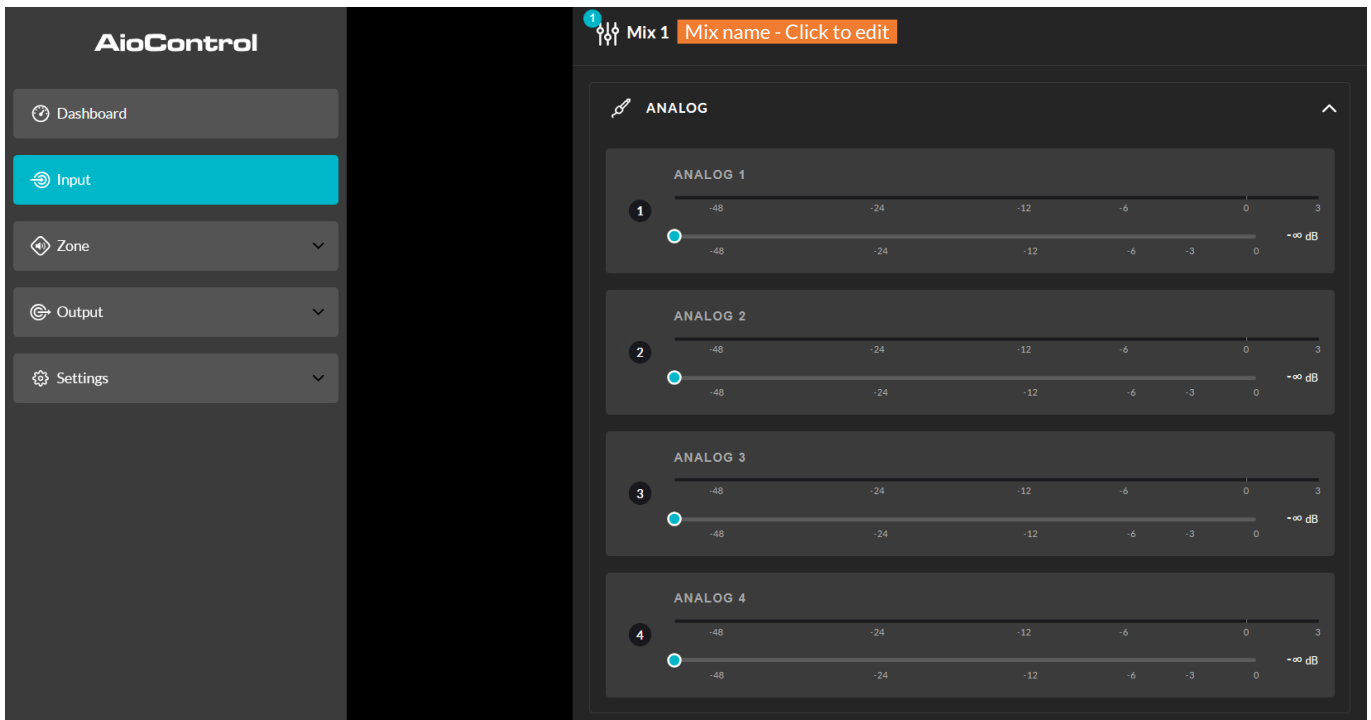 AioControl
Dashboard
Input
Zone
Output
Settings
1
Mix 1 Mix name - Click to edit
ANALOG
ANALOG 1
1
-48 -24 -12 -6 0 3
-∞ dB
-48 -24 -12 -6 -3 0
ANALOG 2
2
-48 -24 -12 -6 0 3
-∞ dB
-48 -24 -12 -6 -3 0
ANALOG 3
3
-48 -24 -12 -6 0 3
-∞ dB
-48 -24 -12 -6 -3 0
ANALOG 4
4
-48 -24 -12 -6 0 3
-∞ dB
-48 -24 -12 -6 -3 0